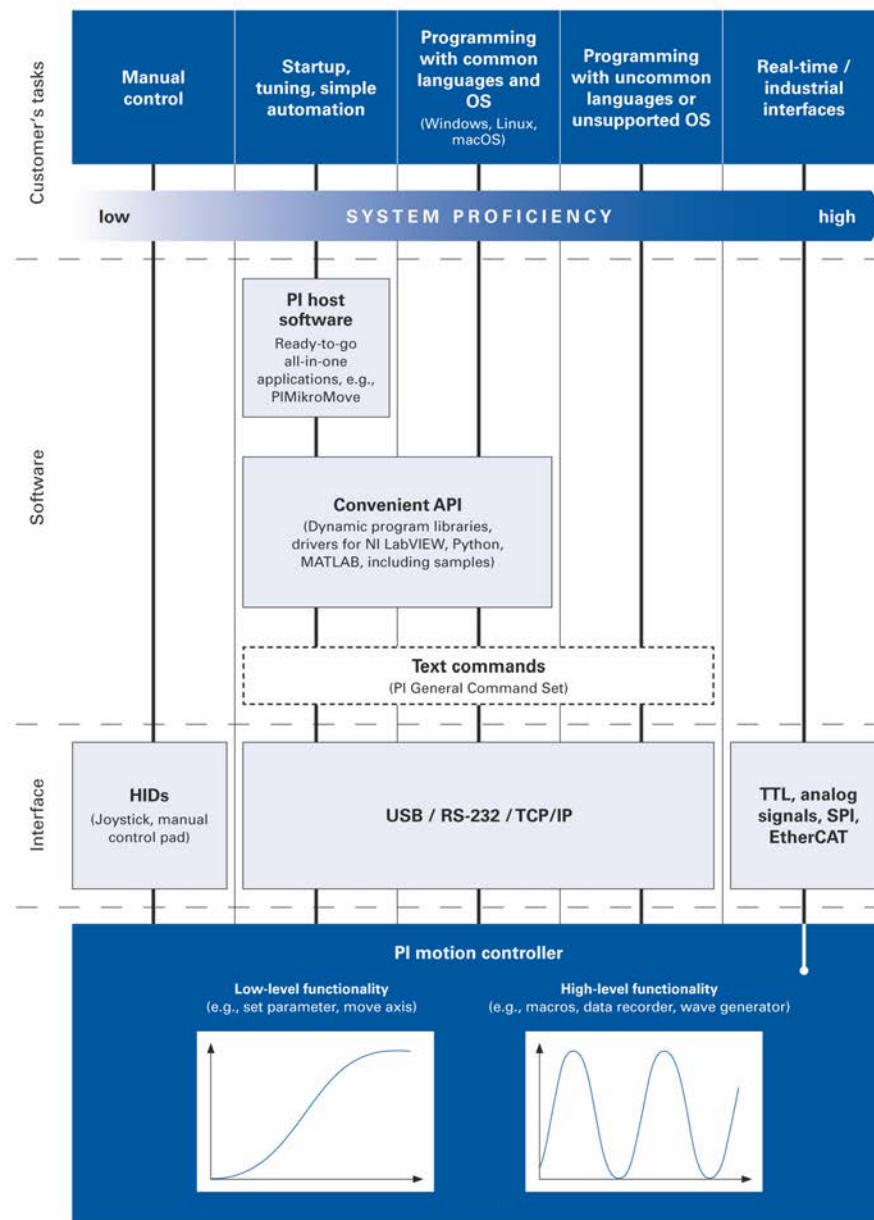 Customer's tasks
Manual
control
Startup,
tuning, simple
automation
Programming
with common
languages and
OS
(Windows, Linux,
macOS)
Programming
with uncommon
languages or
unsupported OS
Real-time /
industrial
interfaces
low
SYSTEM PROFICIENCY
high
Software
PI host
software
Ready-to-go
all-in-one
applications, e.g.,
PIMikroMove
Convenient API
(Dynamic program libraries,
drivers for NI LabVIEW, Python,
MATLAB, including samples)
Text commands
(PI General Command Set)
Interface
HIDs
(Joystick, manual
control pad)
USB / RS-232 / TCP/IP
TTL, analog
signals, SPI,
EtherCAT
PI motion controller
Low-level functionality
(e.g., set parameter, move axis)
High-level functionality
(e.g., macros, data recorder, wave generator)